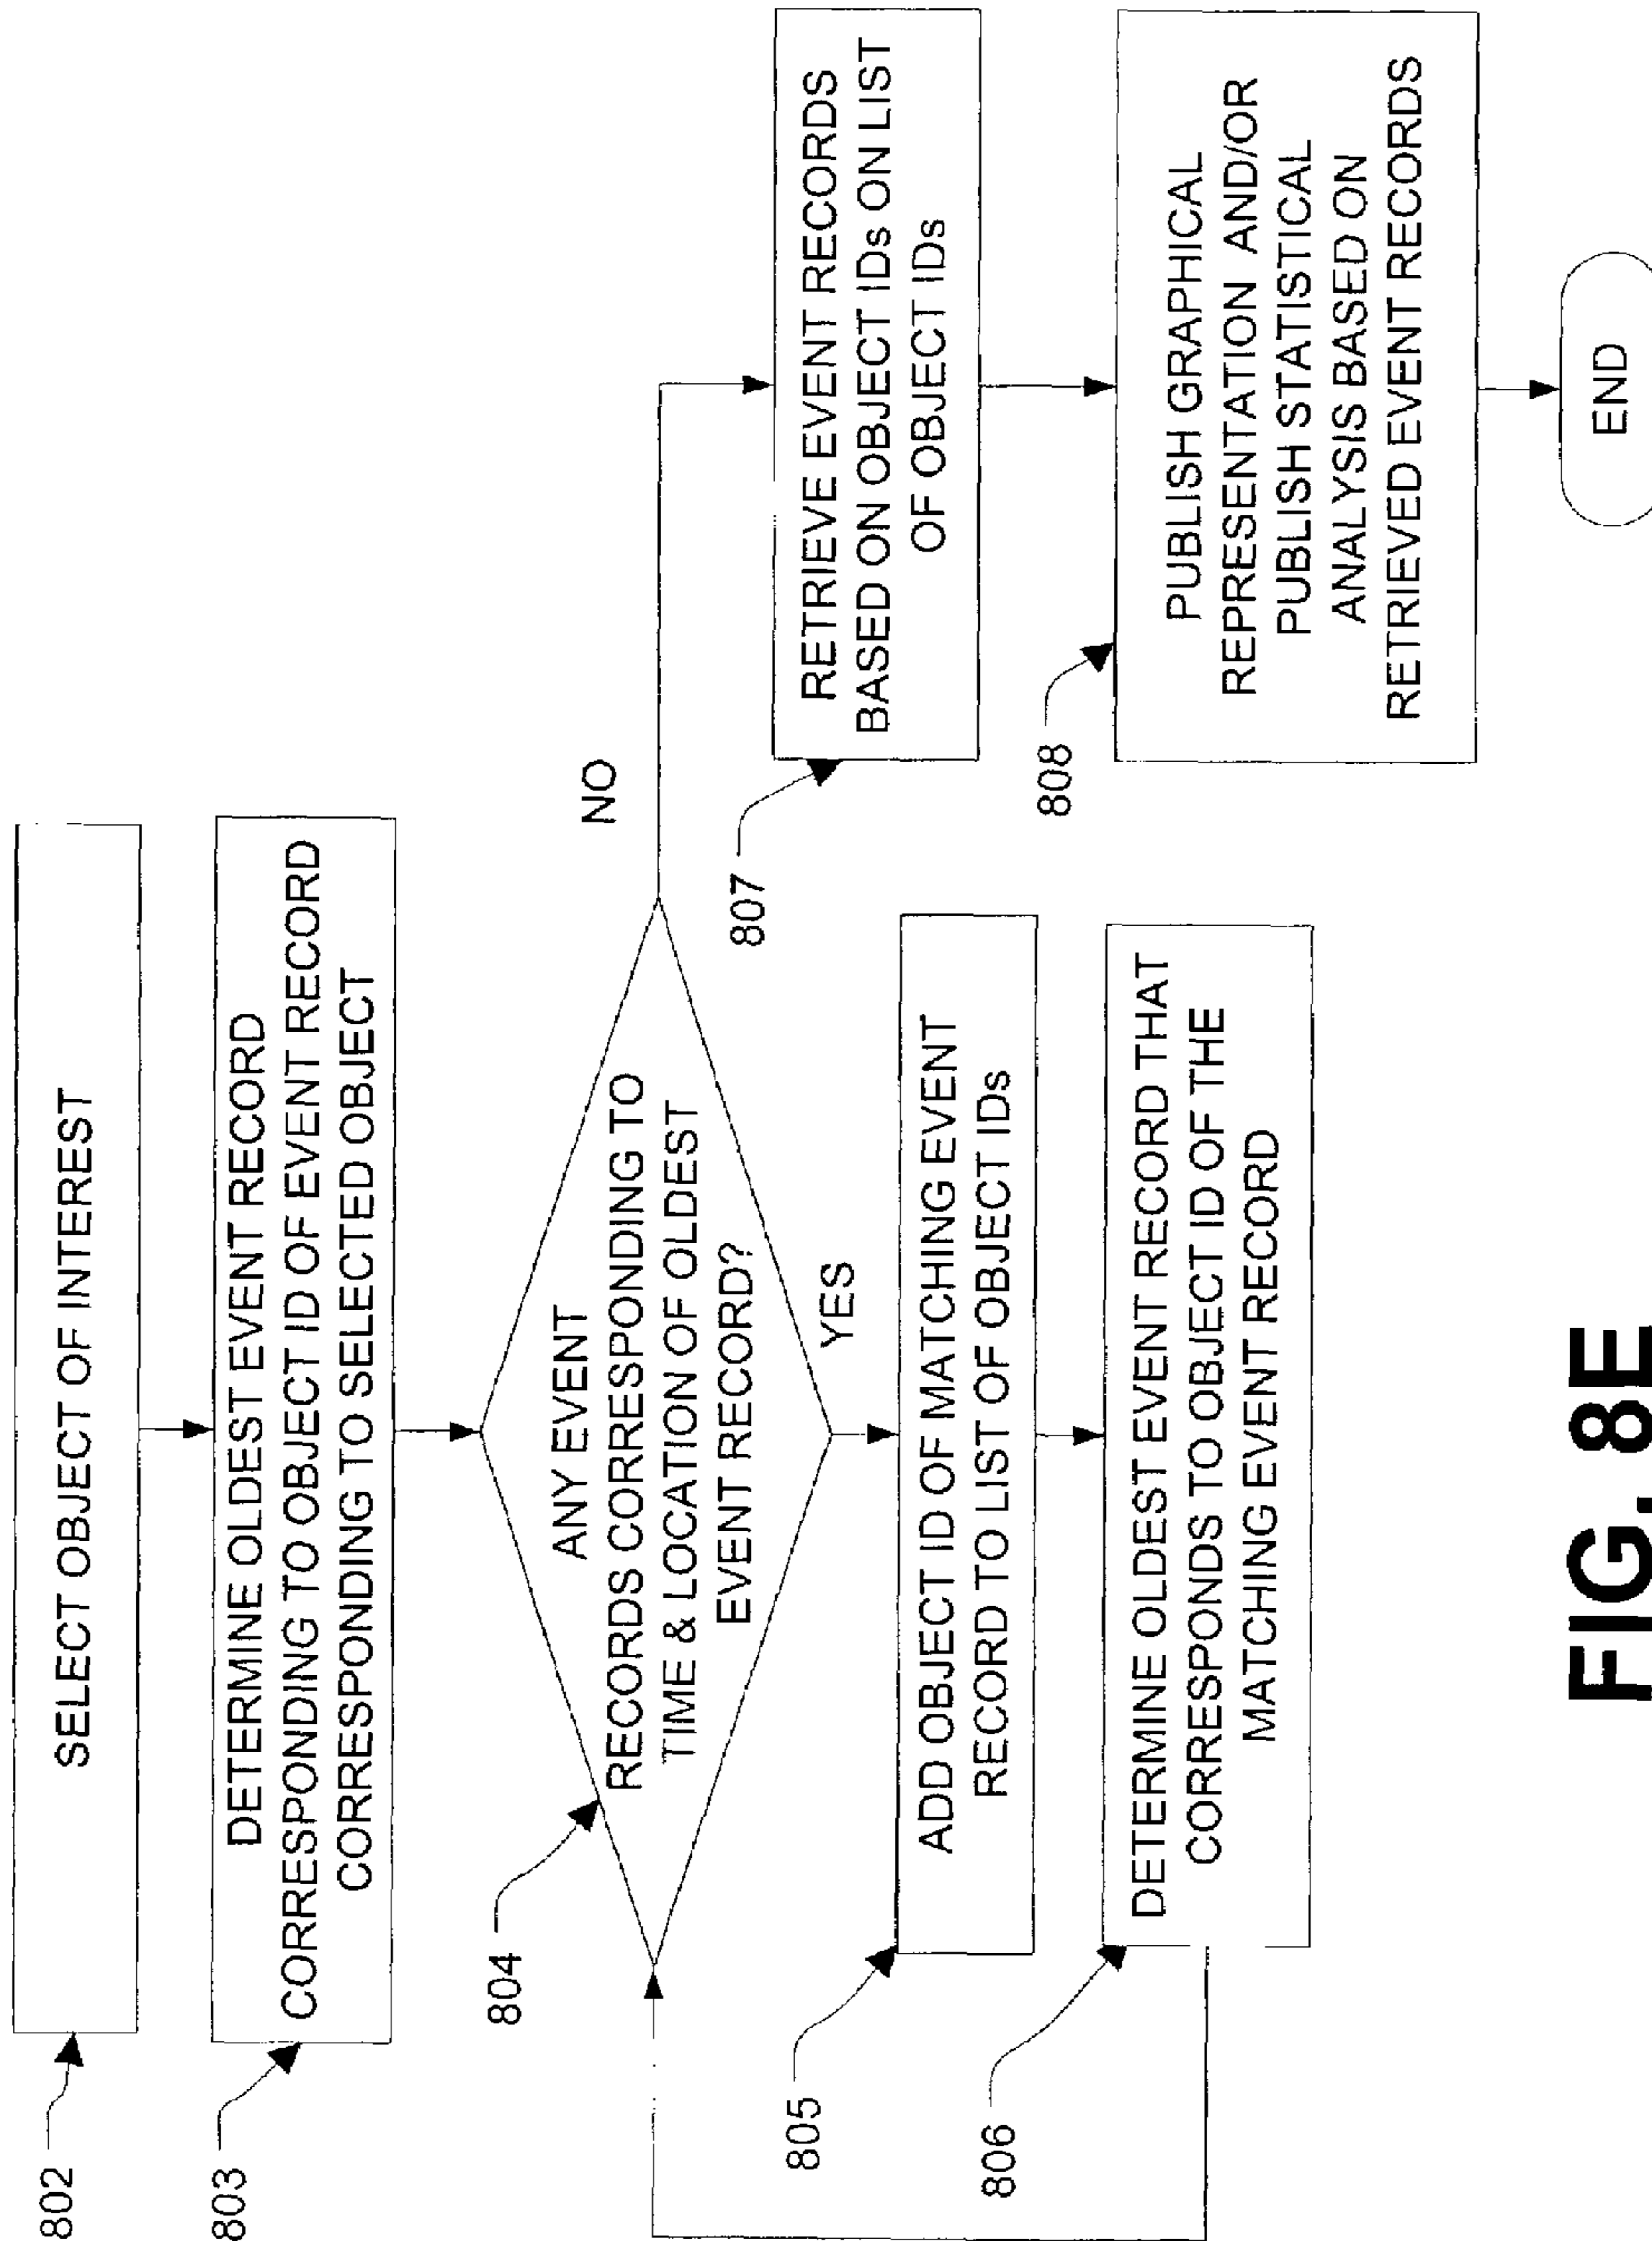 802
SELECT OBJECT OF INTEREST
803
DETERMINE OLDEST EVENT RECORD
CORRESPONDING TO OBJECT ID OF EVENT RECORD
CORRESPONDING TO SELECTED OBJECT
804
ANY EVENT
RECORDS CORRESPONDING TO
TIME & LOCATION OF OLDEST
EVENT RECORD?
NO
YES
805
ADD OBJECT ID OF MATCHING EVENT
RECORD TO LIST OF OBJECT IDs
806
DETERMINE OLDEST EVENT RECORD THAT
CORRESPONDS TO OBJECT ID OF THE
MATCHING EVENT RECORD
807
RETRIEVE EVENT RECORDS
BASED ON OBJECT IDs ON LIST
OF OBJECT IDs
808
PUBLISH GRAPHICAL
REPRESENTATION AND/OR
PUBLISH STATISTICAL
ANALYSIS BASED ON
RETRIEVED EVENT RECORDS
END
FIG. 8E